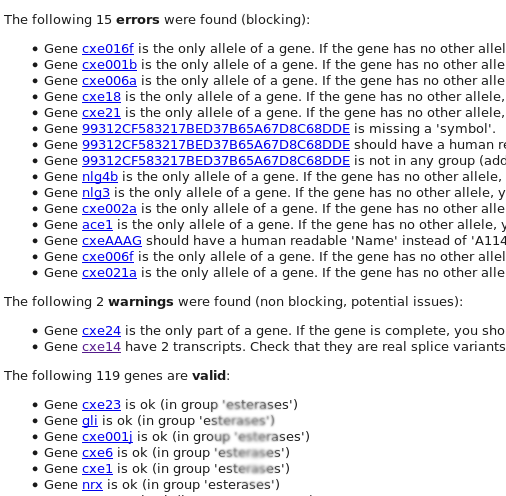 The following 15 errors were found (blocking):
Gene cxe016f is the only allele of a gene. If the gene has no other allel
Gene cxe001b is the only allele of a gene. If the gene has no other alle
Gene cxe006a is the only allele of a gene. If the gene has no other alle
Gene cxe18 is the only allele of a gene. If the gene has no other allele,
Gene cxe21 is the only allele of a gene. If the gene has no other allele,
Gene 99312CF583217BED37B65A67D8C68DDE is missing a 'symbol'.
Gene 99312CF583217BED37B65A67D8C68DDE should have a human re
Gene 99312CF583217BED37B65A67D8C68DDE is not in any group (add
Gene nlg4b is the only allele of a gene. If the gene has no other allele,
Gene nlg3 is the only allele of a gene. If the gene has no other allele, y
Gene cxe002a is the only allele of a gene. If the gene has no other alle
Gene ace1 is the only allele of a gene. If the gene has no other allele, y
Gene cxeAAAG should have a human readable 'Name' instead of 'A114
Gene cxe006f is the only allele of a gene. If the gene has no other allel
Gene cxe021a is the only allele of a gene. If the gene has no other alle
The following 2 warnings were found (non blocking, potential issues):
Gene cxe24 is the only part of a gene. If the gene is complete, you sho
Gene cxe14 have 2 transcripts. Check that they are real splice variants
The following 119 genes are valid:
Gene cxe23 is ok (in group 'esterases')
Gene gli is ok (in group 'esterases')
Gene cxe001j is ok (in group 'esterases')
Gene cxe6 is ok (in group 'esterases')
Gene cxe1 is ok (in group 'esterases')
Gene nrx is ok (in group 'esterases')